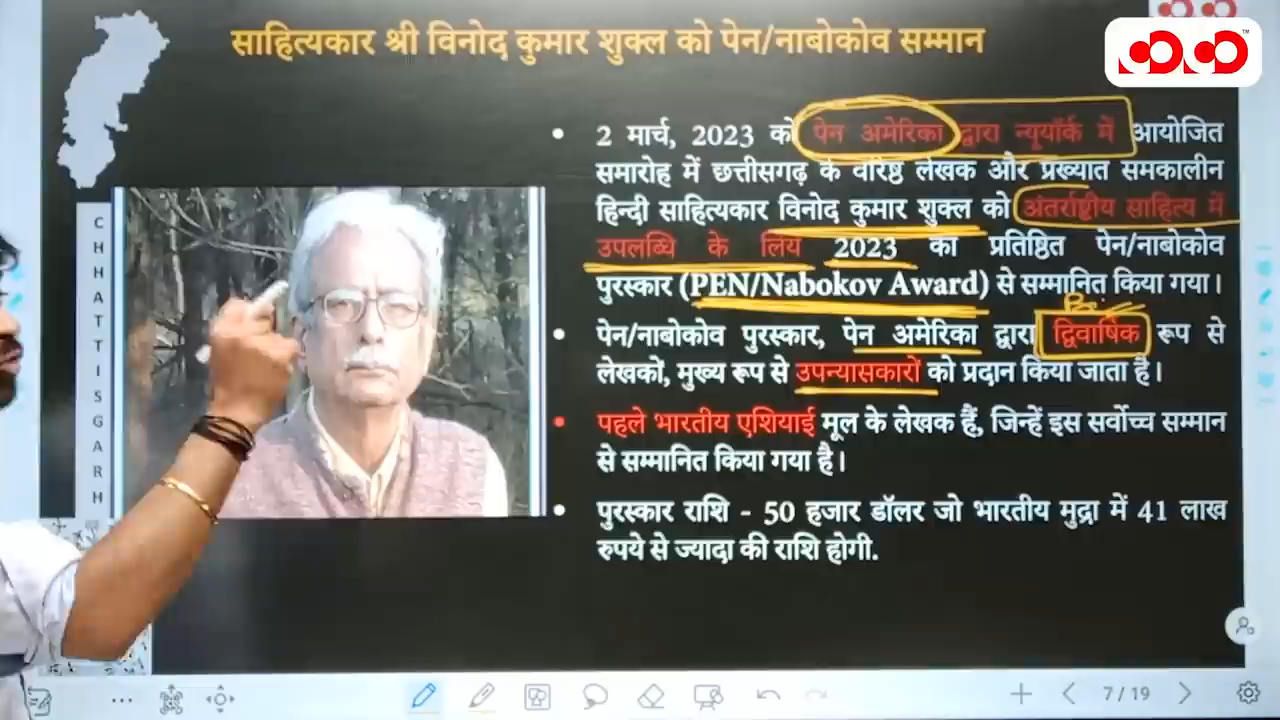 साहित्यकार श्री विनोद कुमार शुक्ल को पेन/नाबोकोव सम्मान
CHHATTISGARH
• 2 मार्च, 2023 को पेन अमेरिका द्वारा न्यूयॉर्क में आयोजित
समारोह में छत्तीसगढ़ के वरिष्ठ लेखक और प्रख्यात समकालीन
हिन्दी साहित्यकार विनोद कुमार शुक्ल को अंतर्राष्ट्रीय साहित्य में
उपलब्धि के लिये 2023 का प्रतिष्ठित पेन/नाबोकोव
पुरस्कार (PEN/Nabokov Award) से सम्मानित किया गया।
• पेन/नाबोकोव पुरस्कार, पेन अमेरिका द्वारा द्विवार्षिक रूप से
लेखकों, मुख्य रूप से उपन्यासकारों को प्रदान किया जाता है।
• पहले भारतीय एशियाई मूल के लेखक हैं, जिन्हें इस सर्वोच्च सम्मान
से सम्मानित किया गया है।
• पुरस्कार राशि - 50 हजार डॉलर जो भारतीय मुद्रा में 41 लाख
रुपये से ज्यादा की राशि होगी.
7 / 19